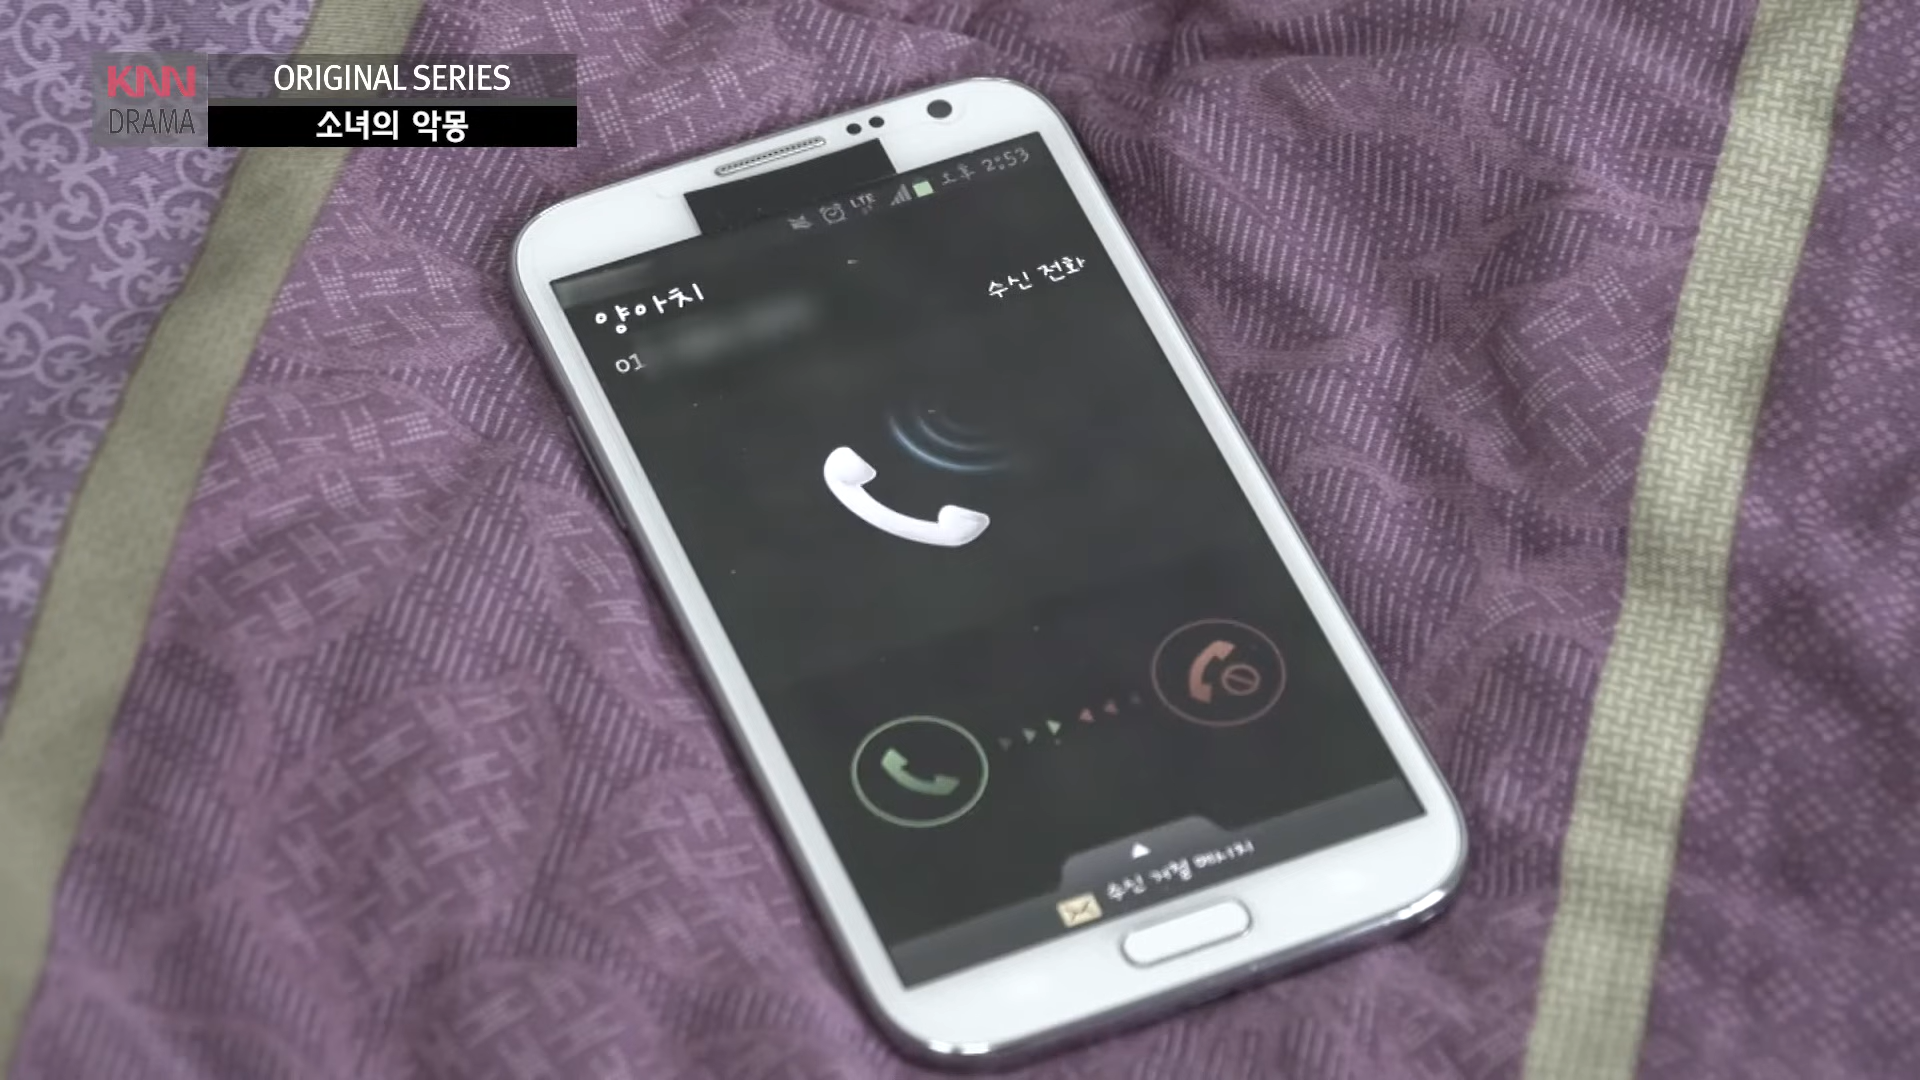 KNN
DRAMA
ORIGINAL SERIES
소녀의 악몽
LTE
오후 2:53
양아치
수신 전화
01
수신 거절 메시지